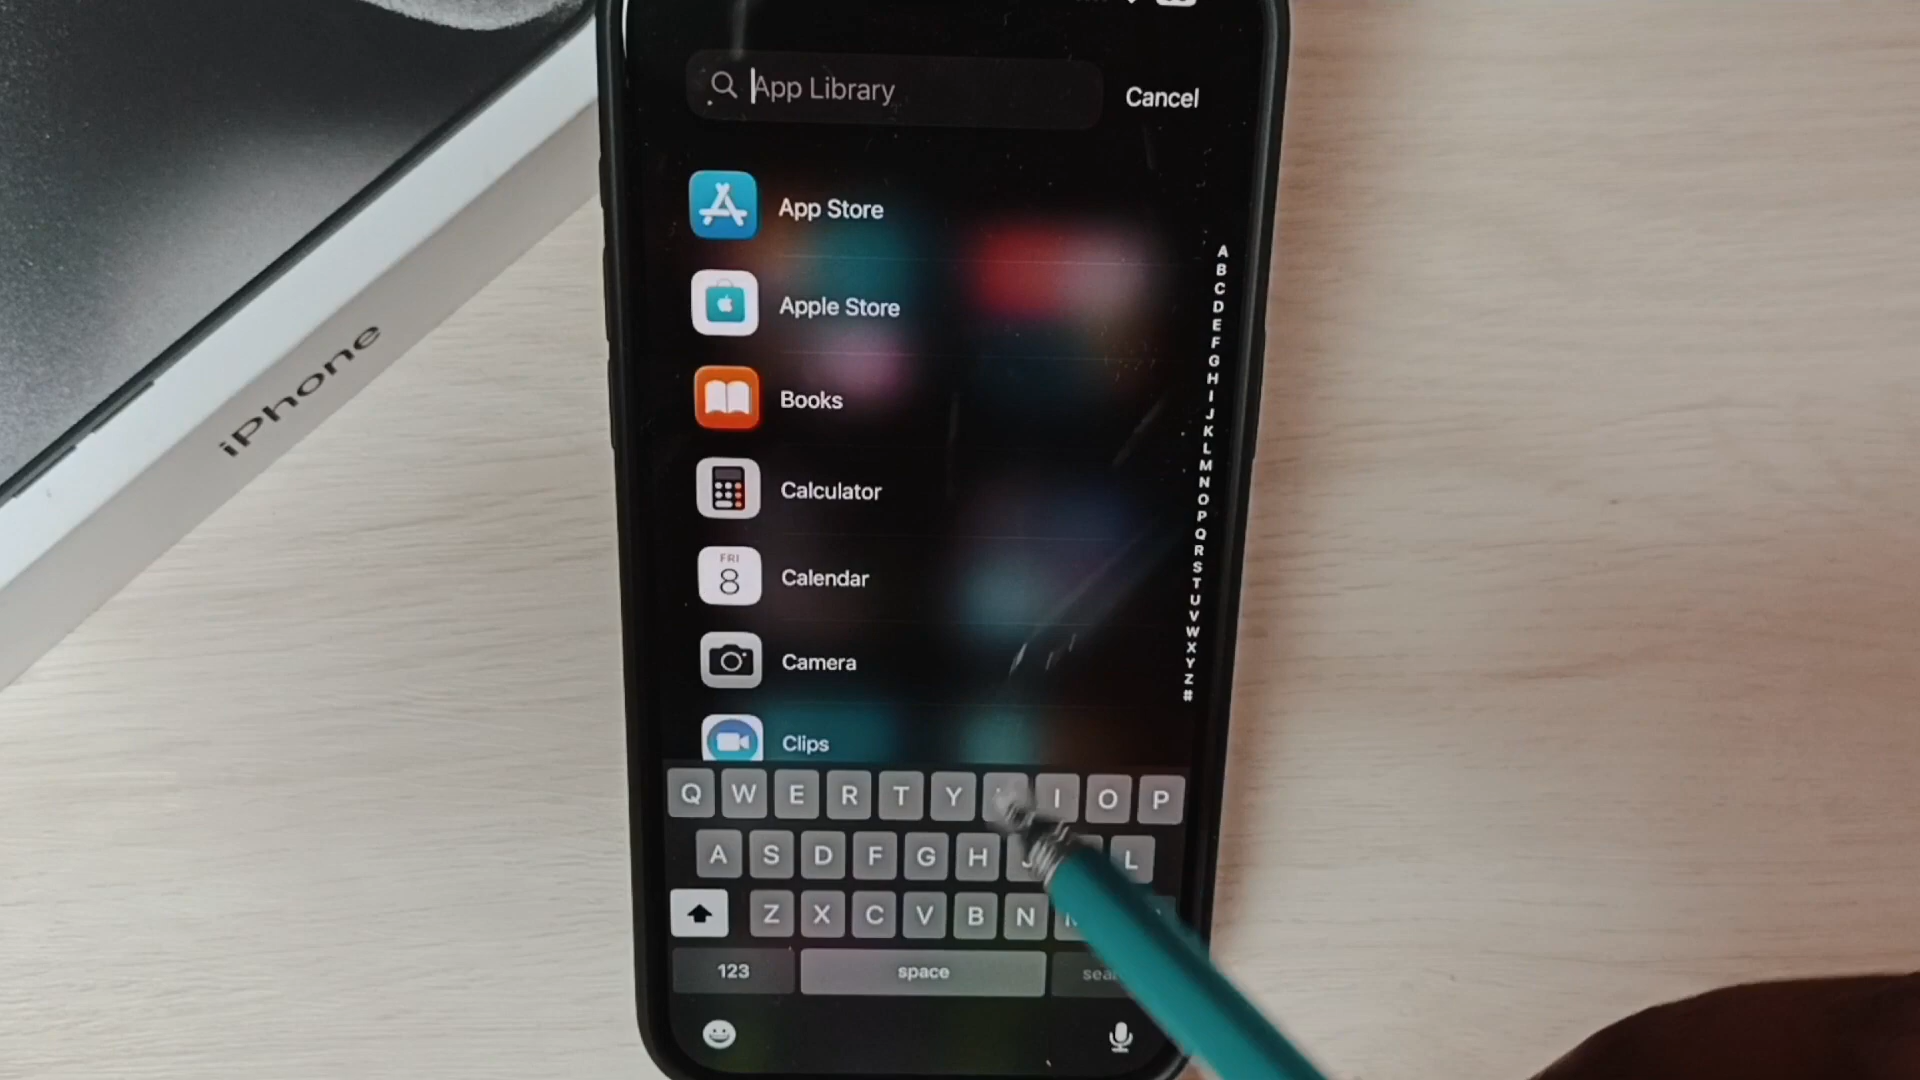 App Library
Cancel
App Store
Apple Store
Books
Calculator
FRI
8
Calendar
Camera
Clips
A
B
C
D
E
F
G
H
I
J
K
L
M
N
O
P
Q
R
S
T
U
V
W
X
Y
Z
#
Q W E R T Y I O P
A S D F G H J L
Z X C V B N
123 space
iPhone